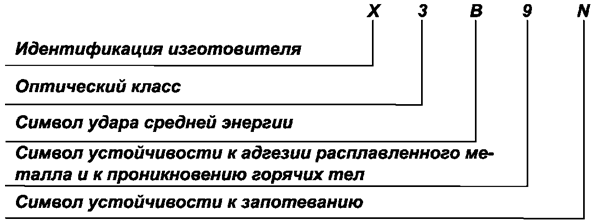 X 3 B 9 N
Идентификация изготовителя
Оптический класс
Символ удара средней энергии
Символ устойчивости к адгезии расплавленного ме-
талла и к проникновению горячих тел
Символ устойчивости к запотеванию